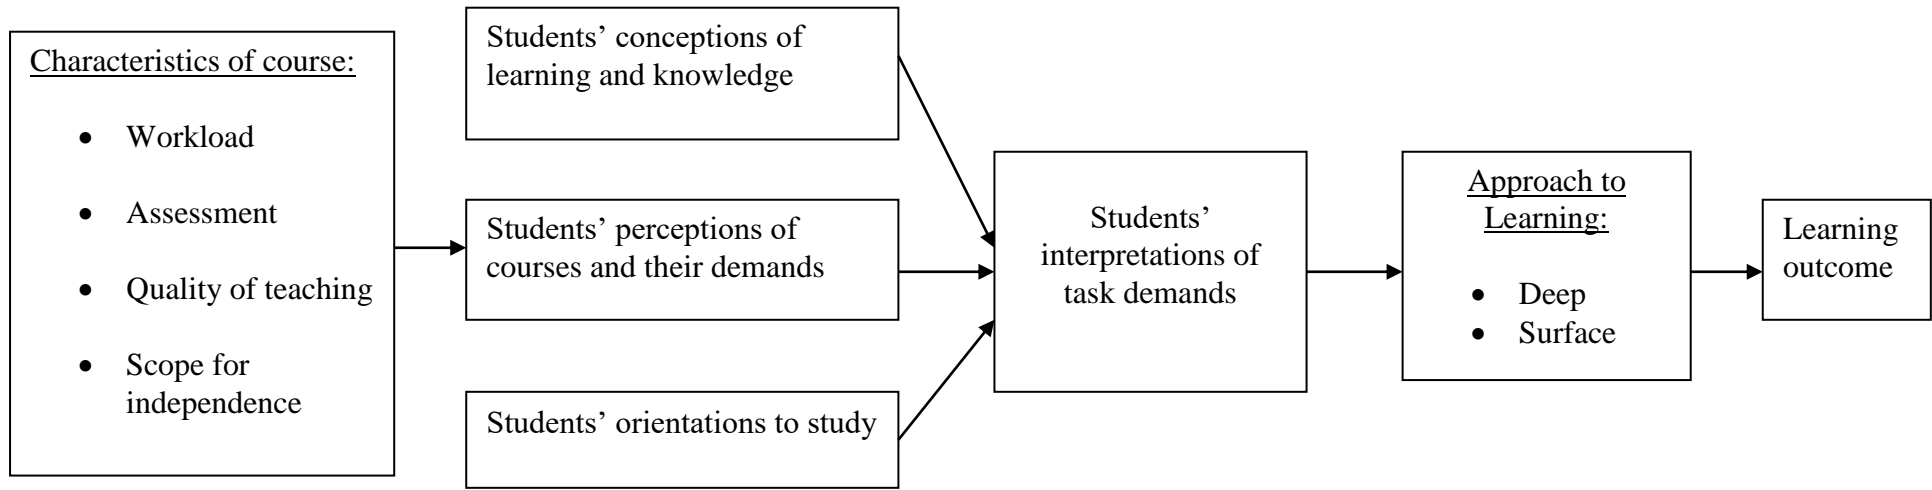 Characteristics of course:
• Workload
• Assessment
• Quality of teaching
• Scope for
independence
Students’ conceptions of
learning and knowledge
Students’ perceptions of
courses and their demands
Students’ orientations to study
Students’
interpretations of
task demands
Approach to
Learning:
• Deep
• Surface
Learning
outcome